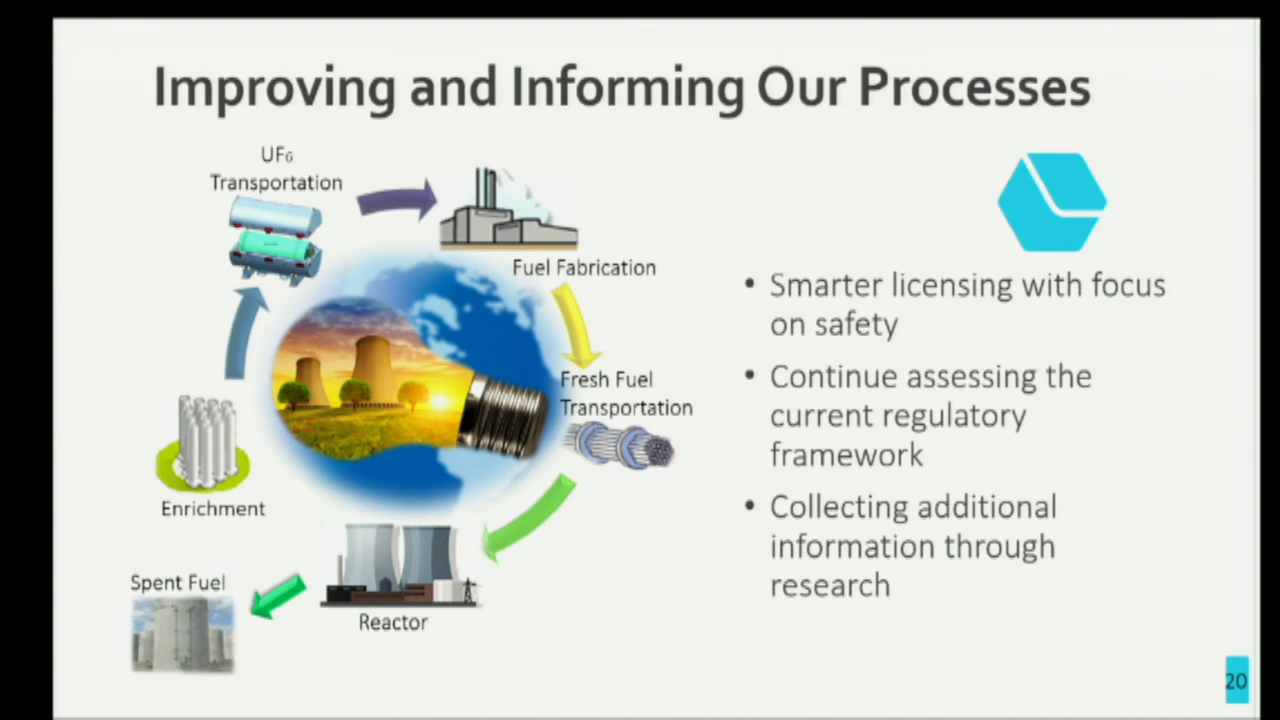 Improving and Informing Our Processes
UF₆
Transportation
Fuel Fabrication
Fresh Fuel
Transportation
Enrichment
Spent Fuel
Reactor
• Smarter licensing with focus
on safety
• Continue assessing the
current regulatory
framework
• Collecting additional
information through
research
20